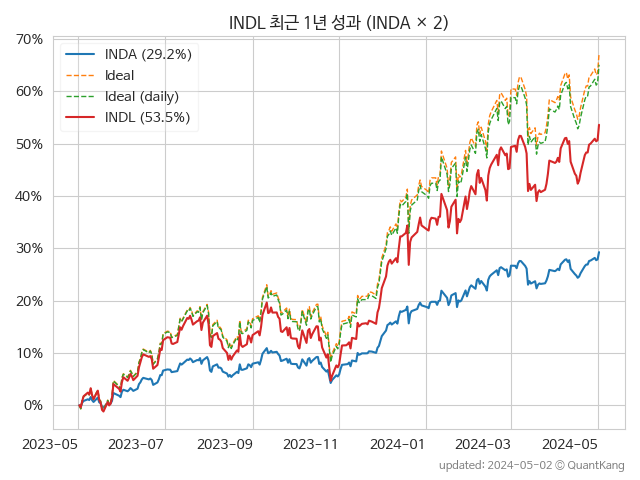 INDL 최근 1년 성과 (INDA × 2)
70%
60%
50%
40%
30%
20%
10%
0%
INDA (29.2%)
Ideal
Ideal (daily)
INDL (53.5%)
2023-05 2023-07 2023-09 2023-11 2024-01 2024-03 2024-05
updated: 2024-05-02 © QuantKang